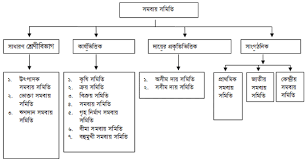 সমবায় সমিতি
সাধারণ শ্রেণীবিভাগ
কার্যভিত্তিক
দায়ের প্রকৃতিভিত্তিক
সাংগঠনিক
১। উৎপাদক সমবায় সমিতি
২। ভোক্তা সমবায় সমিতি
৩। ঋণদান সমবায় সমিতি
১। কৃষি সমিতি
২। ক্রয় সমিতি
৩। বিক্রয় সমিতি
৪। সমবায় সমিতি
৫। গৃহ নির্মাণ সমবায় সমিতি
৬। বীমা সমবায় সমিতি
৭। বহুমুখী সমবায় সমিতি
১। অসীম দায় সমিতি
২। সসীম দায় সমিতি
প্রাথমিক সমবায় সমিতি
জাতীয় সমবায় সমিতি
কেন্দ্রীয় সমবায় সমিতি